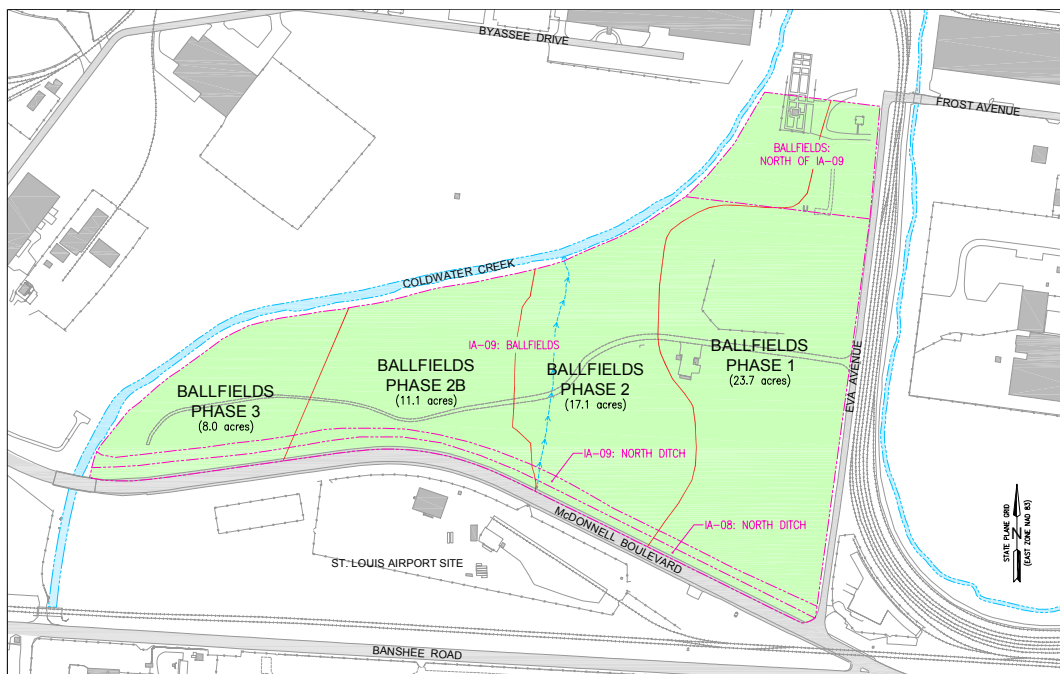 BYASSEE DRIVE
FROST AVENUE
BALLFIELDS:
NORTH OF IA-09
COLDWATER CREEK
IA-09: BALLFIELDS
BALLFIELDS
PHASE 1
(23.7 acres)
BALLFIELDS
PHASE 2B
(11.1 acres)
BALLFIELDS
PHASE 2
(17.1 acres)
BALLFIELDS
PHASE 3
(8.0 acres)
EVA AVENUE
IA-09: NORTH DITCH
IA-08: NORTH DITCH
McDONNELL BOULEVARD
ST. LOUIS AIRPORT SITE
STATE PLANE GRID
N
(EAST ZONE NAD 83)
BANSHEE ROAD